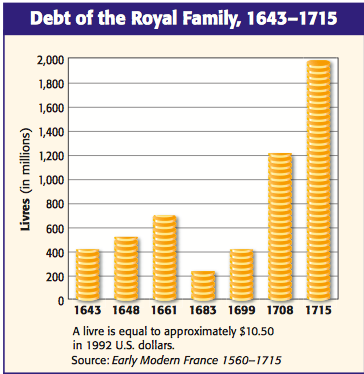 Debt of the Royal Family, 1643–1715
Livres (in millions)
2,000
1,800
1,600
1,400
1,200
1,000
800
600
400
200
0
1643 1648 1661 1683 1699 1708 1715
A livre is equal to approximately $10.50
in 1992 U.S. dollars.
Source: Early Modern France 1560–1715